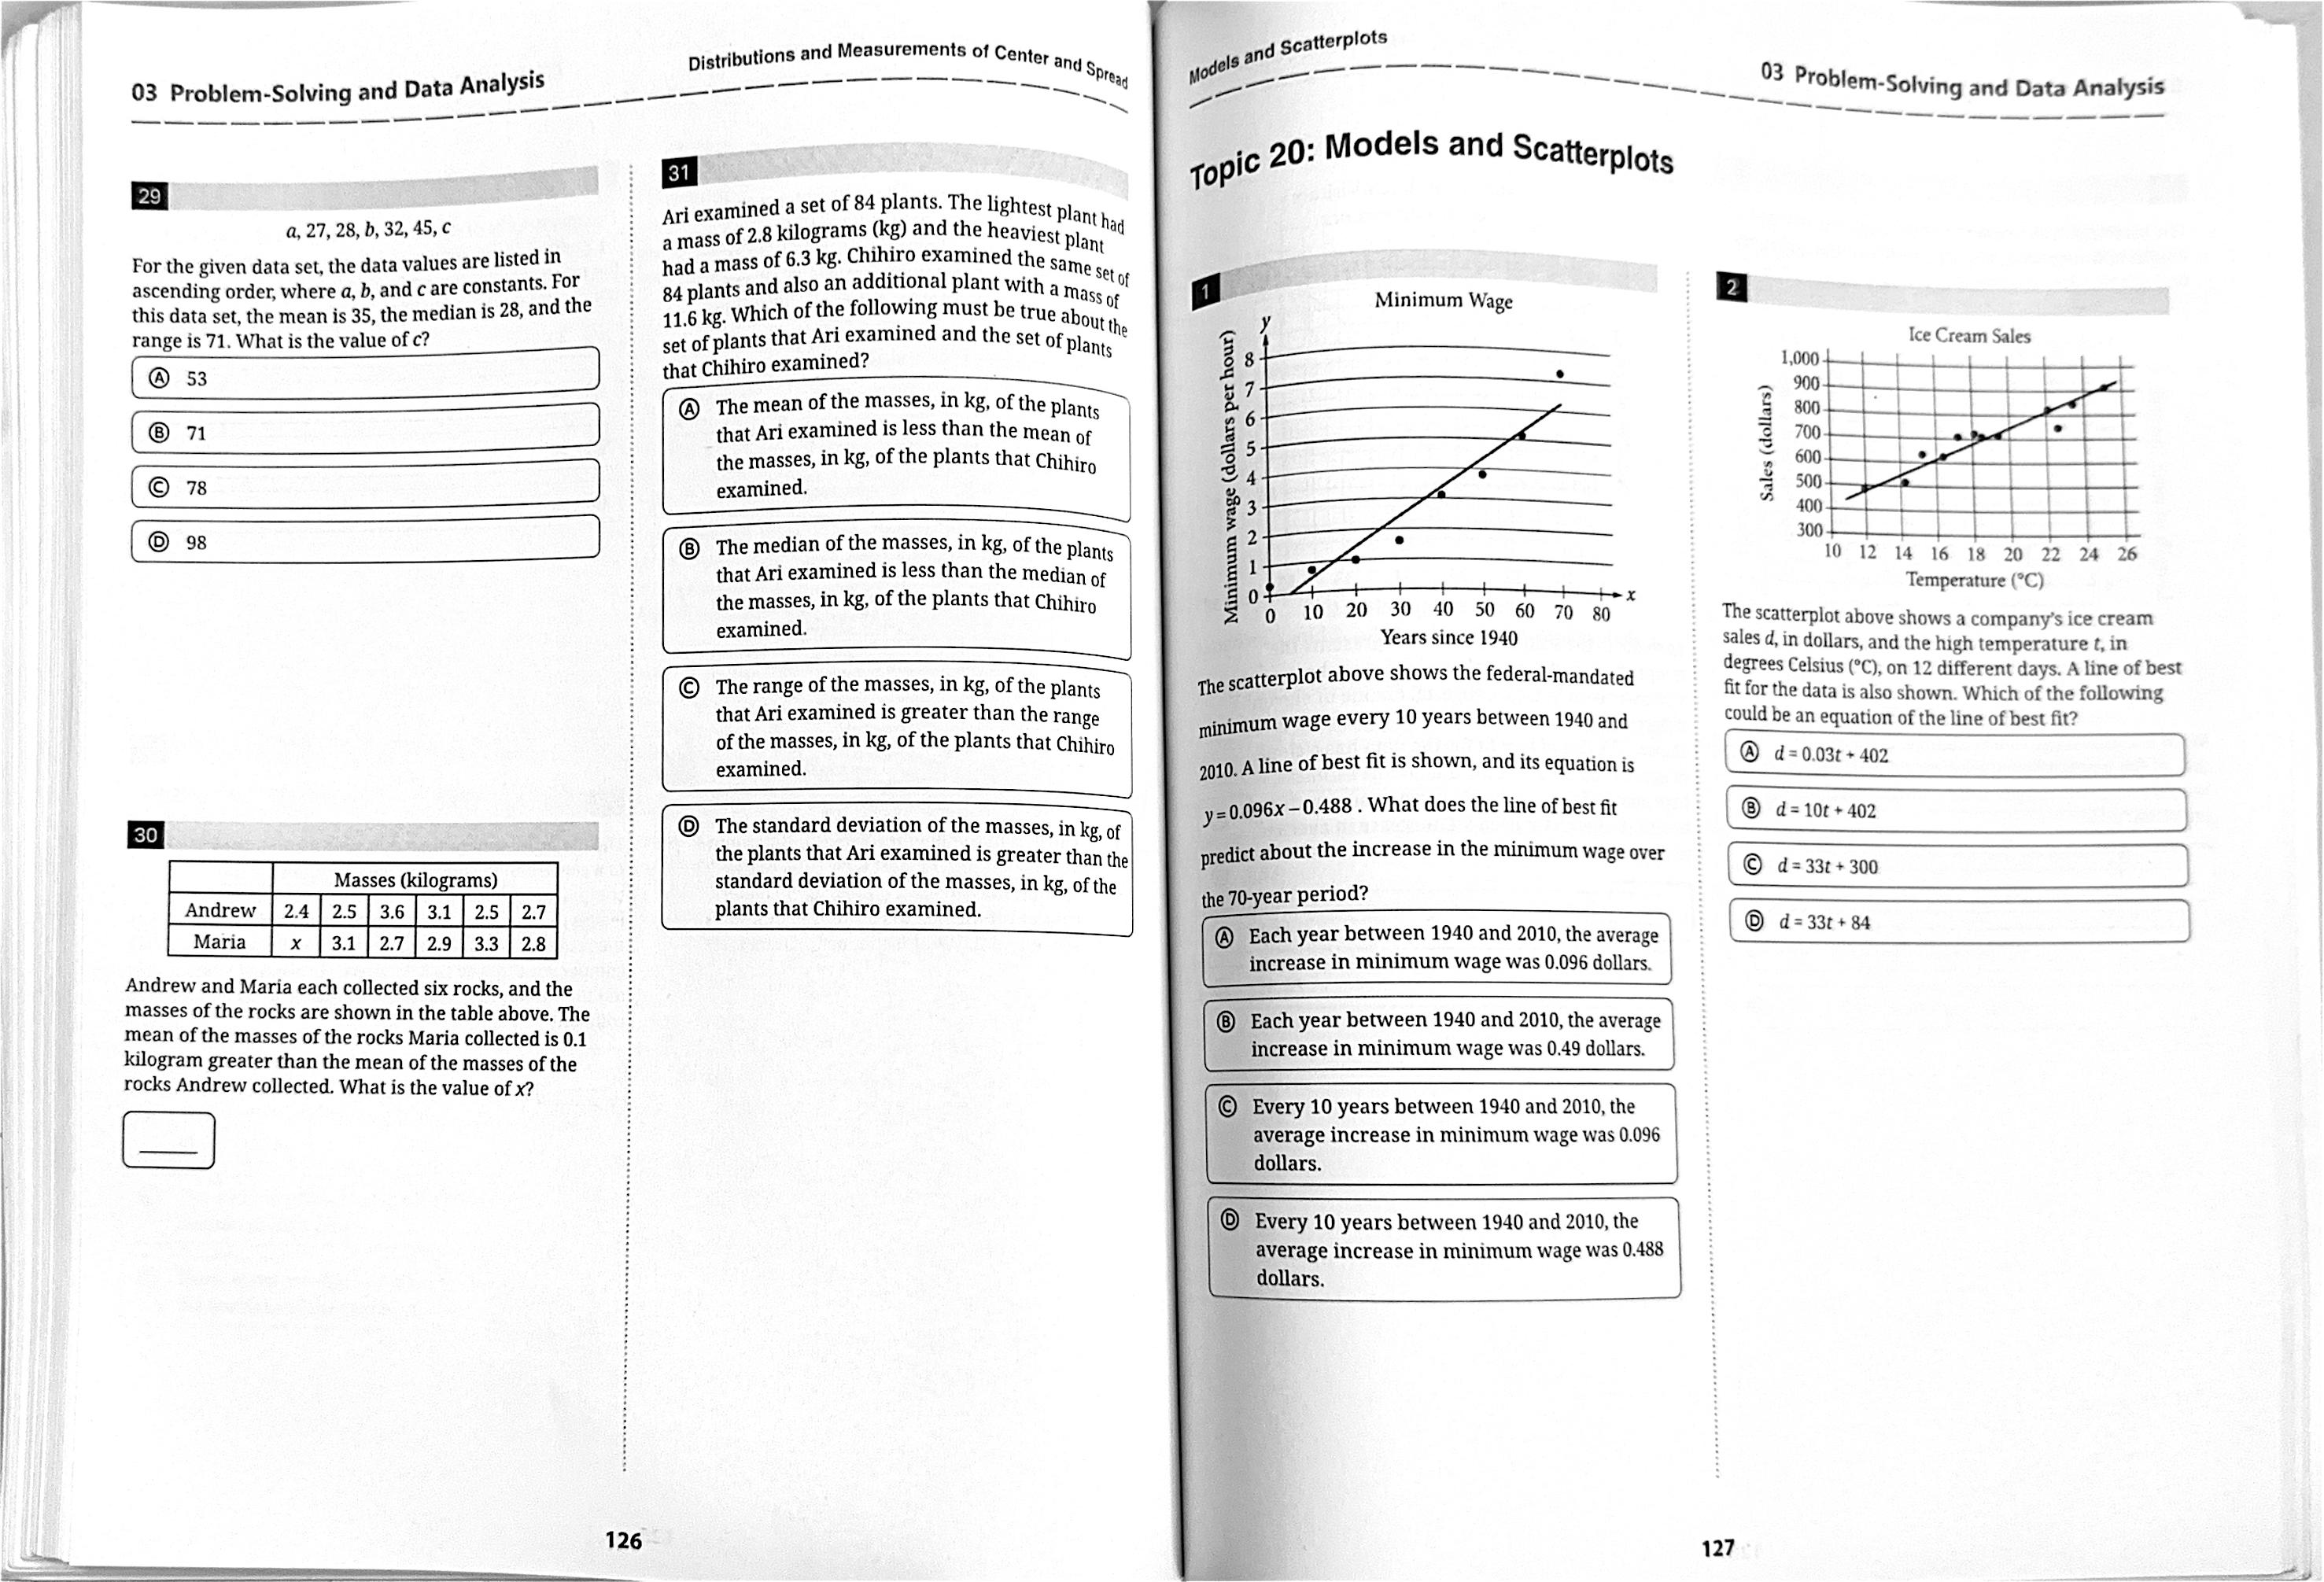 03 Problem-Solving and Data Analysis
Distributions and Measurements of Center and Spread
29
a, 27, 28, b, 32, 45, c
For the given data set, the data values are listed in
ascending order, where a, b, and c are constants. For
this data set, the mean is 35, the median is 28, and the
range is 71. What is the value of c?
Ⓐ 53
Ⓑ 71
Ⓒ 78
Ⓓ 98
30
Masses (kilograms)
Andrew 2.4 2.5 3.6 3.1 2.5 2.7
Maria x 3.1 2.7 2.9 3.3 2.8
Andrew and Maria each collected six rocks, and the
masses of the rocks are shown in the table above. The
mean of the masses of the rocks Maria collected is 0.1
kilogram greater than the mean of the masses of the
rocks Andrew collected. What is the value of x?
31
Ari examined a set of 84 plants. The lightest plant had
a mass of 2.8 kilograms (kg) and the heaviest plant
had a mass of 6.3 kg. Chihiro examined the same set of
84 plants and also an additional plant with a mass of
11.6 kg. Which of the following must be true about the
set of plants that Ari examined and the set of plants
that Chihiro examined?
Ⓐ The mean of the masses, in kg, of the plants
that Ari examined is less than the mean of
the masses, in kg, of the plants that Chihiro
examined.
Ⓑ The median of the masses, in kg, of the plants
that Ari examined is less than the median of
the masses, in kg, of the plants that Chihiro
examined.
Ⓒ The range of the masses, in kg, of the plants
that Ari examined is greater than the range
of the masses, in kg, of the plants that Chihiro
examined.
Ⓓ The standard deviation of the masses, in kg, of
the plants that Ari examined is greater than the
standard deviation of the masses, in kg, of the
plants that Chihiro examined.
126
Models and Scatterplots
03 Problem-Solving and Data Analysis
Topic 20: Models and Scatterplots
1
Minimum Wage
y
Minimum wage (dollars per hour)
8
7
6
5
4
3
2
1
0
x
0 10 20 30 40 50 60 70 80
Years since 1940
The scatterplot above shows the federal-mandated
minimum wage every 10 years between 1940 and
2010. A line of best fit is shown, and its equation is
y = 0.096x – 0.488 . What does the line of best fit
predict about the increase in the minimum wage over
the 70-year period?
Ⓐ Each year between 1940 and 2010, the average
increase in minimum wage was 0.096 dollars.
Ⓑ Each year between 1940 and 2010, the average
increase in minimum wage was 0.49 dollars.
Ⓒ Every 10 years between 1940 and 2010, the
average increase in minimum wage was 0.096
dollars.
Ⓓ Every 10 years between 1940 and 2010, the
average increase in minimum wage was 0.488
dollars.
2
Ice Cream Sales
Sales (dollars)
1,000
900
800
700
600
500
400
300
10 12 14 16 18 20 22 24 26
Temperature (°C)
The scatterplot above shows a company's ice cream
sales d, in dollars, and the high temperature t, in
degrees Celsius (°C), on 12 different days. A line of best
fit for the data is also shown. Which of the following
could be an equation of the line of best fit?
Ⓐ d = 0.03t + 402
Ⓑ d = 10t + 402
Ⓒ d = 33t + 300
Ⓓ d = 33t + 84
127